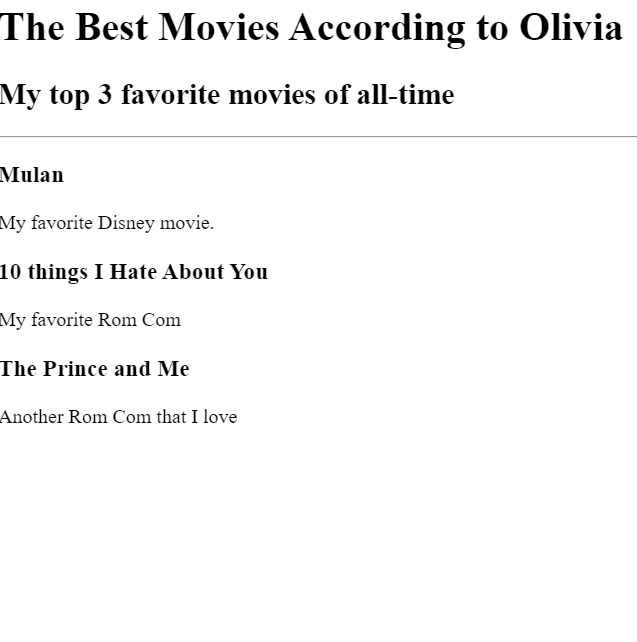 The Best Movies According to Olivia
My top 3 favorite movies of all-time
Mulan
My favorite Disney movie.
10 things I Hate About You
My favorite Rom Com
The Prince and Me
Another Rom Com that I love